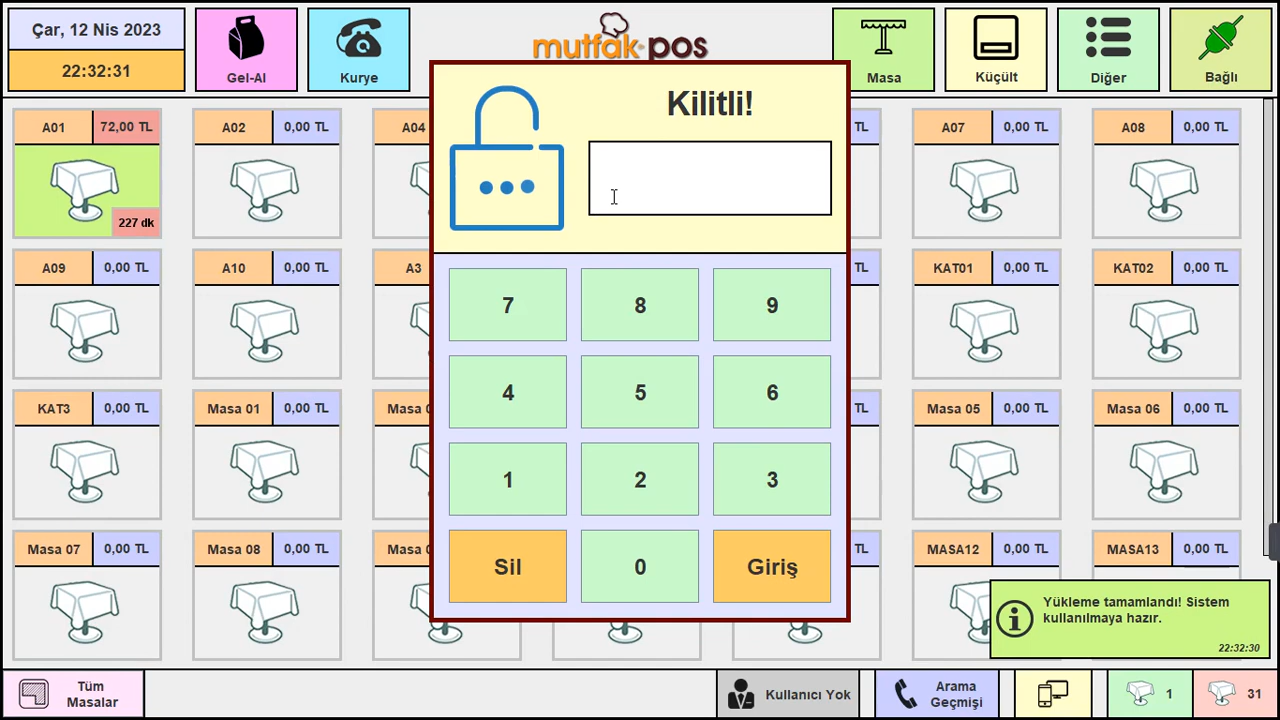 Çar, 12 Nis 2023
22:32:31
Gel-Al
Kurye
mutfak pos
Masa
Küçült
Diğer
Bağlı
Kilitli!
A01 72,00 TL
227 dk
A02 0,00 TL
A04
TL
A07 0,00 TL
A08 0,00 TL
A09 0,00 TL
A10 0,00 TL
A3
TL
KAT01 0,00 TL
KAT02 0,00 TL
KAT3 0,00 TL
Masa 01 0,00 TL
Masa
TL
Masa 05 0,00 TL
Masa 06 0,00 TL
Masa 07 0,00 TL
Masa 08 0,00 TL
Masa
TL
MASA12 0,00 TL
MASA13 0,00 TL
7 8 9
4 5 6
1 2 3
Sil 0 Giriş
Yükleme tamamlandı! Sistem
kullanılmaya hazır.
22:32:30
Tüm
Masalar
Kullanıcı Yok
Arama
Geçmişi
1
31